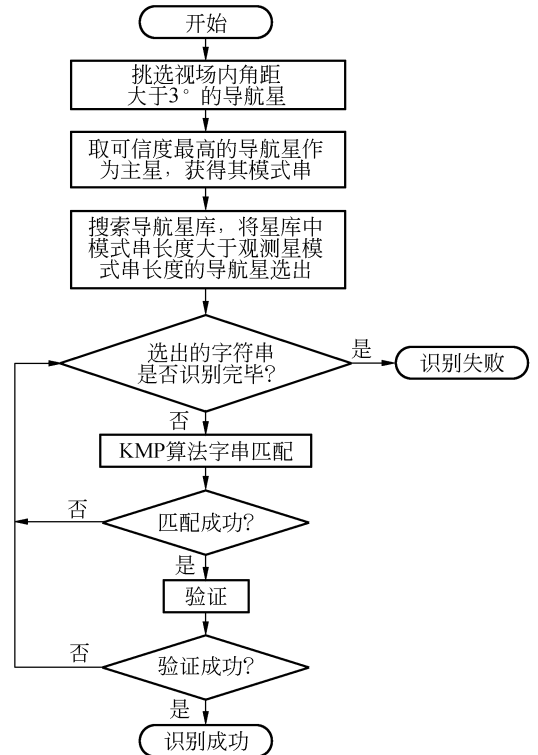 开始
挑选视场内角距
大于3°的导航星
取可信度最高的导航星作
为主星,获得其模式串
搜索导航星库,将星库中
模式串长度大于观测星模
式串长度的导航星选出
选出的字符串
是否识别完毕?
是
识别失败
否
KMP算法字串匹配
否
匹配成功?
是
验证
否
验证成功?
是
识别成功